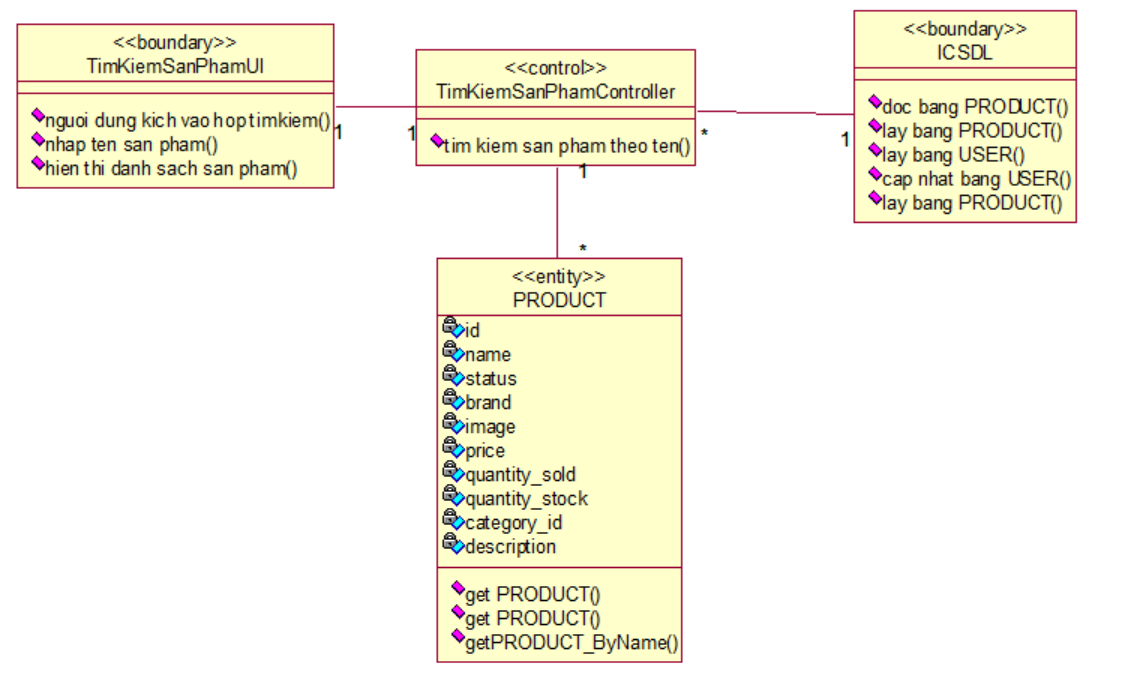 <<boundary>>
TimKiemSanPhamUI
nguoi dung kich vao hop timkiem()
nhap ten san pham()
hien thi danh sach san pham()
1
1
<<control>>
TimKiemSanPhamController
tim kiem san pham theo ten()
*
1
1
*
<<boundary>>
ICSDL
doc bang PRODUCT()
lay bang PRODUCT()
lay bang USER()
cap nhat bang USER()
lay bang PRODUCT()
<<entity>>
PRODUCT
id
name
status
brand
image
price
quantity_sold
quantity_stock
category_id
description
get PRODUCT()
get PRODUCT()
getPRODUCT_ByName()